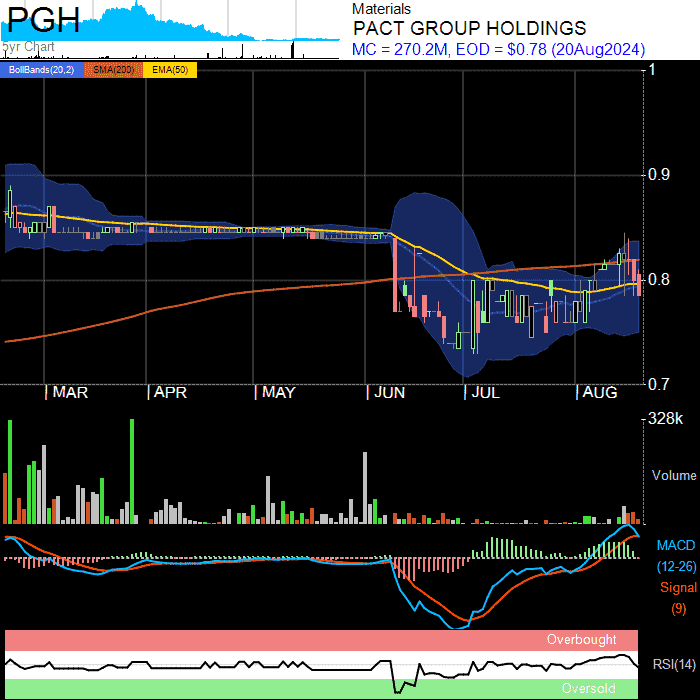 PGH
5yr Chart
Materials
PACT GROUP HOLDINGS
MC = 270.2M, EOD = $0.78 (20Aug2024)
BollBands(20,2) SMA(200) EMA(50)
1
0.9
0.8
0.7
MAR APR MAY JUN JUL AUG
328k
Volume
MACD
(12-26)
Signal
(9)
Overbought
RSI(14)
Oversold